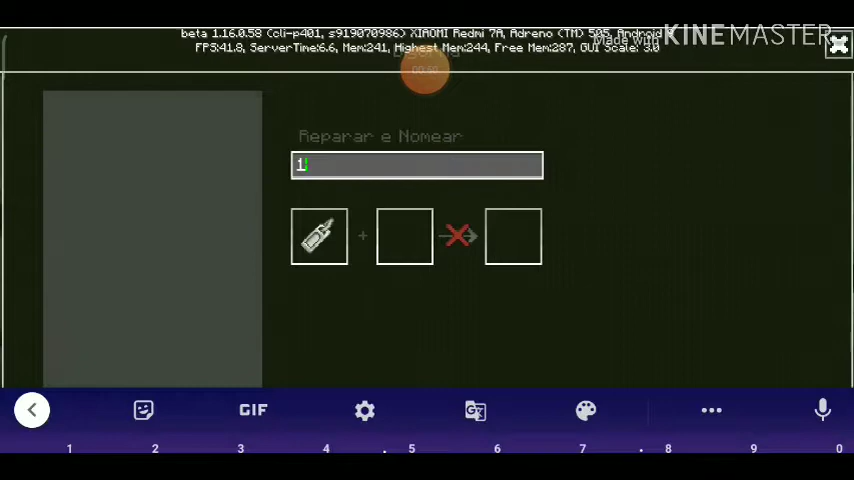 beta 1.16.0.58 (cli-p401, s919070986) XIAOMI Redmi 7A, Adreno (TM) 505, Android
FPS:41.8, ServerTime:6.6, Mem:241, Highest Mem:244, Free Mem:287, GUI Scale: 3.0
Made with KINEMASTER
00:50
Reparar e Nomear
1
+
GIF
1 2 3 4 5 6 7 8 9 0